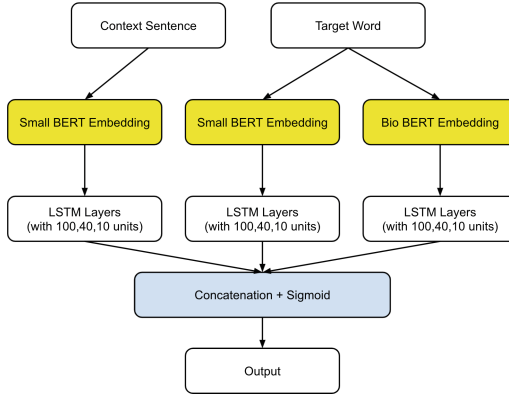 Context Sentence
Target Word
Small BERT Embedding
Small BERT Embedding
Bio BERT Embedding
LSTM Layers
(with 100,40,10 units)
LSTM Layers
(with 100,40,10 units)
LSTM Layers
(with 100,40,10 units)
Concatenation + Sigmoid
Output